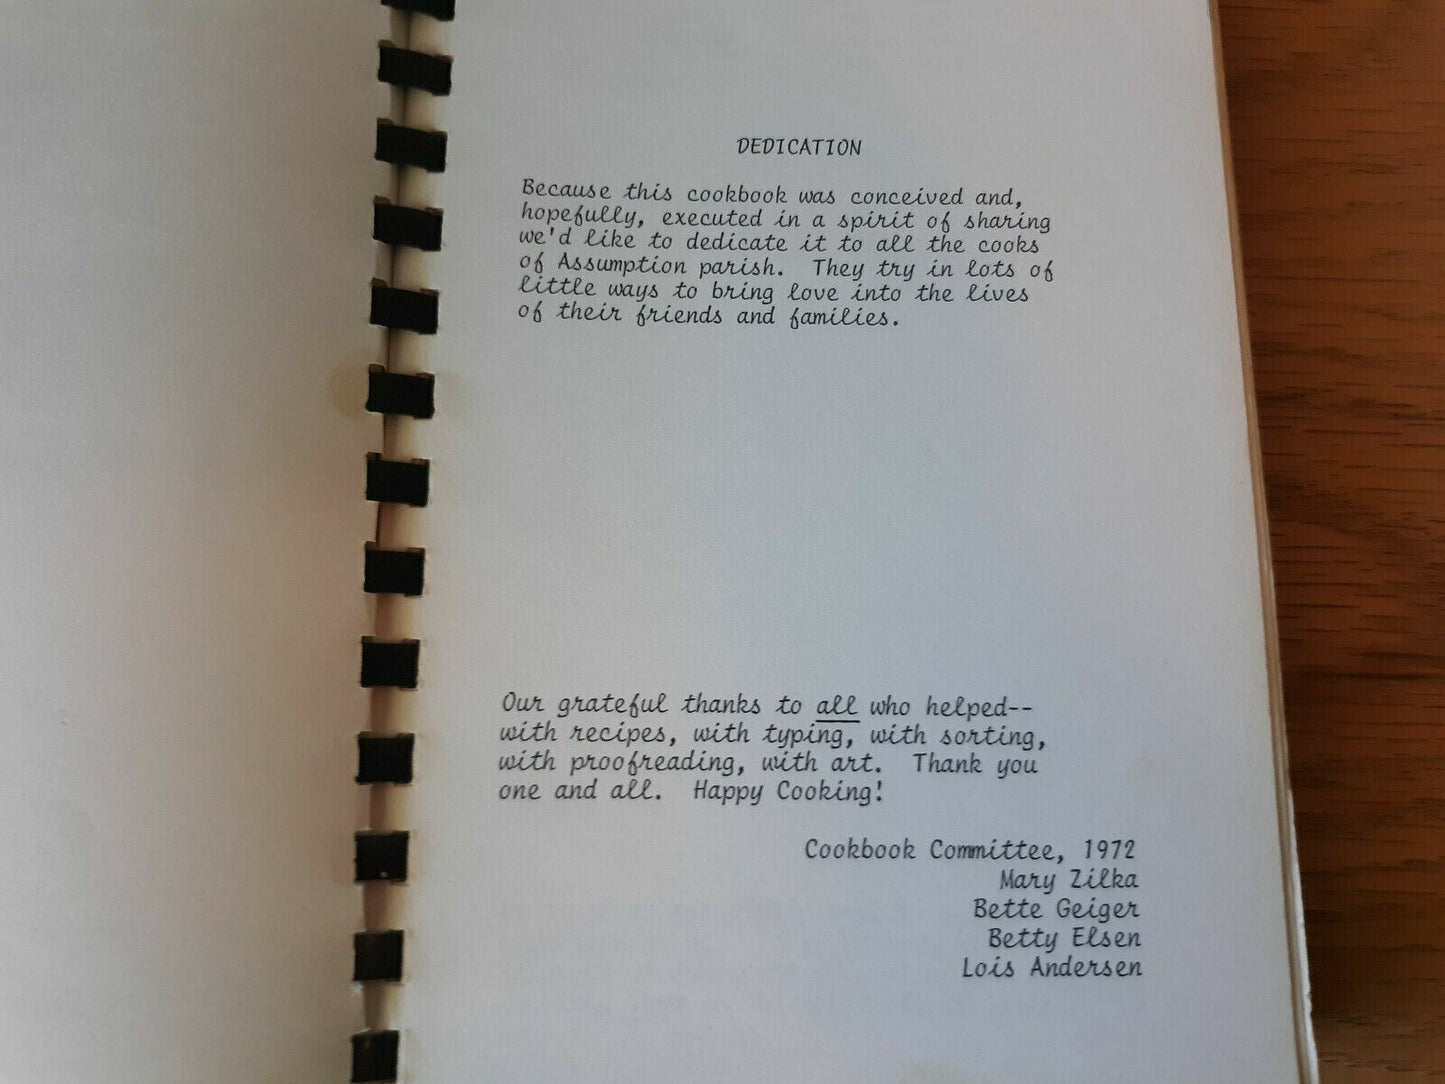 DEDICATION
Because this cookbook was conceived and,
hopefully, executed in a spirit of sharing
we'd like to dedicate it to all the cooks
of Assumption parish. They try in lots of
little ways to bring love into the lives
of their friends and families.
Our grateful thanks to all who helped--
with recipes, with typing, with sorting,
with proofreading, with art. Thank you
one and all. Happy Cooking!
Cookbook Committee, 1972
Mary Zilka
Bette Geiger
Betty Elsen
Lois Andersen